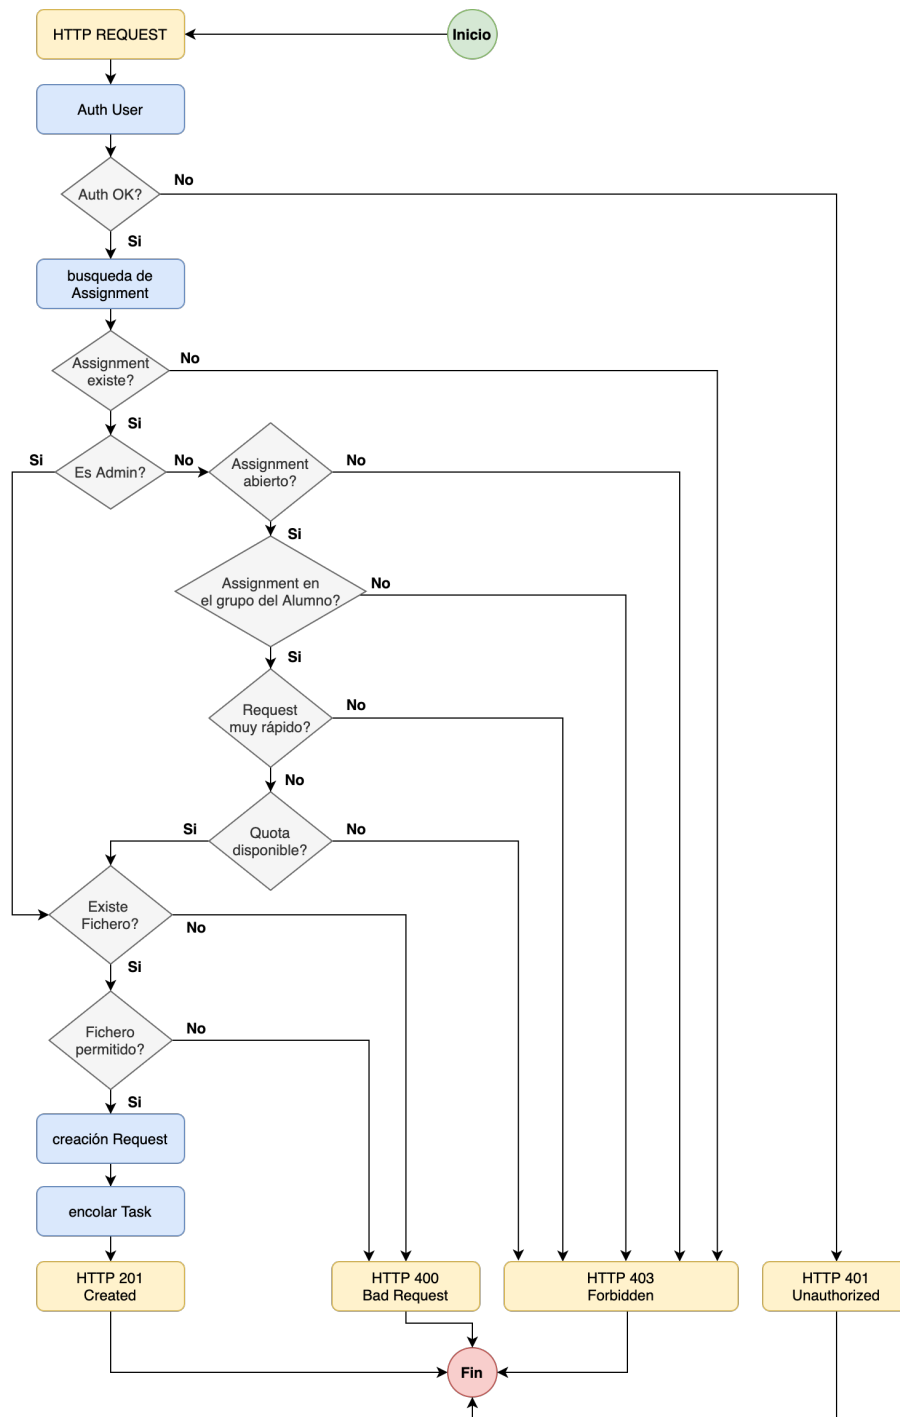 HTTP REQUEST
Inicio
Auth User
Auth OK?
No
Si
busqueda de
Assignment
Assignment
existe?
No
Si
Si
Es Admin?
No
Assignment
abierto?
No
Si
Assignment en
el grupo del Alumno?
No
Si
Request
muy rápido?
No
No
Quota
disponible?
Si
No
Existe
Fichero?
No
Si
Fichero
permitido?
No
Si
creación Request
encolar Task
HTTP 201
Created
HTTP 400
Bad Request
HTTP 403
Forbidden
HTTP 401
Unauthorized
Fin